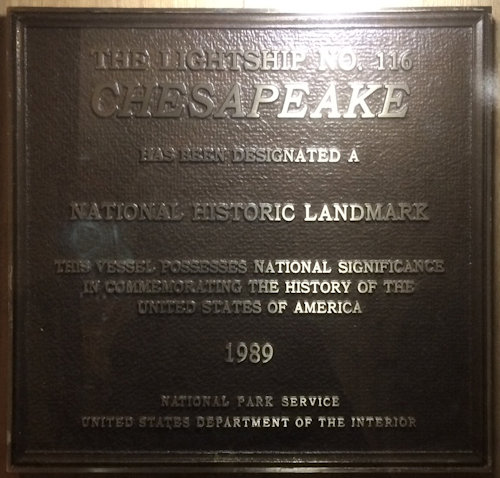 THE LIGHTSHIP NO. 116
CHESAPEAKE
HAS BEEN DESIGNATED A
NATIONAL HISTORIC LANDMARK
THIS VESSEL POSSESSES NATIONAL SIGNIFICANCE
IN COMMEMORATING THE HISTORY OF THE
UNITED STATES OF AMERICA
1989
NATIONAL PARK SERVICE
UNITED STATES DEPARTMENT OF THE INTERIOR